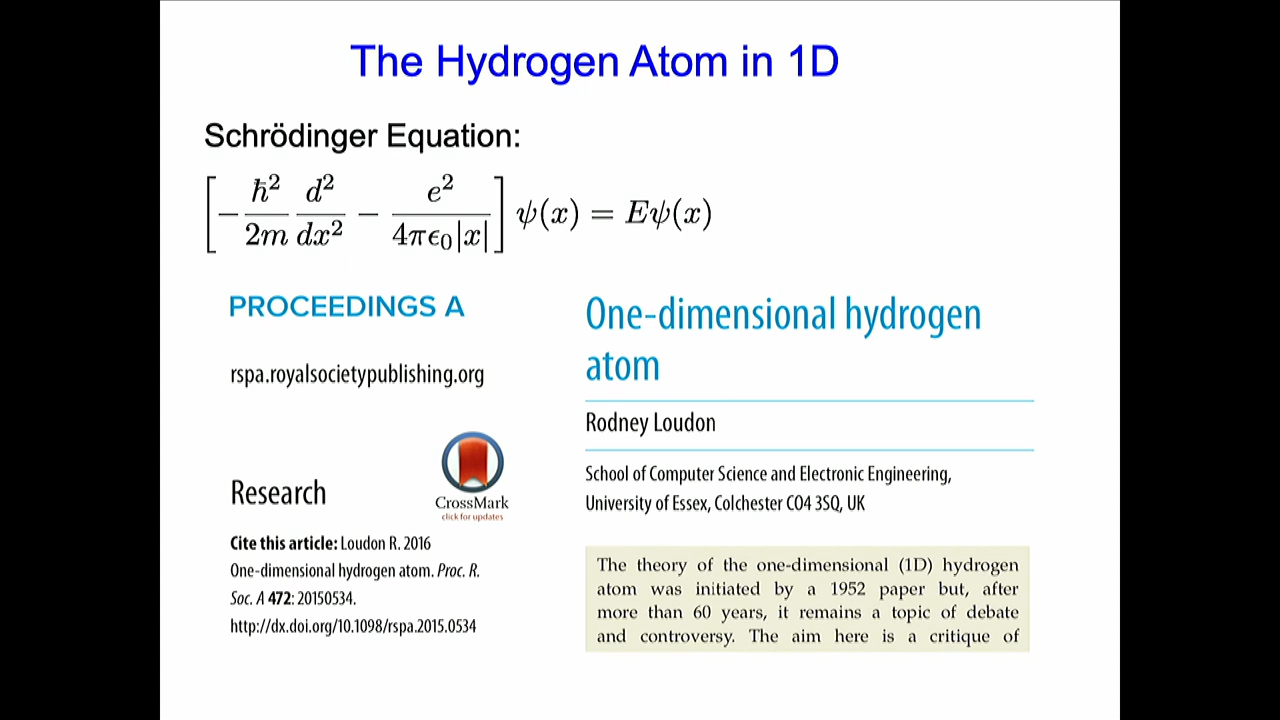 The Hydrogen Atom in 1D
Schrödinger Equation:
[-ħ²/2m d²/dx² - e²/4πϵ₀|x|] ψ(x) = Eψ(x)
PROCEEDINGS A
rspa.royalsocietypublishing.org
CrossMark
click for updates
Research
Cite this article: Loudon R. 2016
One-dimensional hydrogen atom. Proc. R.
Soc. A 472: 20150534.
http://dx.doi.org/10.1098/rspa.2015.0534
One-dimensional hydrogen
atom
Rodney Loudon
School of Computer Science and Electronic Engineering,
University of Essex, Colchester CO4 3SQ, UK
The theory of the one-dimensional (1D) hydrogen
atom was initiated by a 1952 paper but, after
more than 60 years, it remains a topic of debate
and controversy. The aim here is a critique of